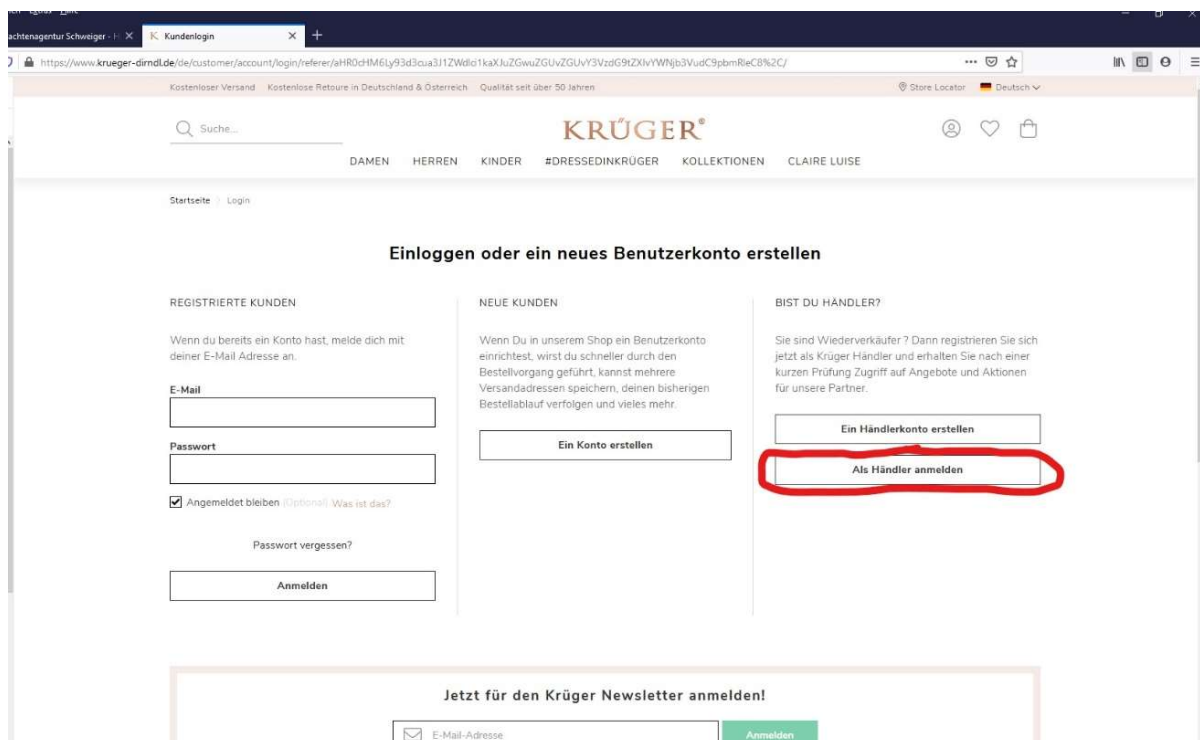 Kundenlogin
https://www.krueger-dirndl.de/de/customer/account/login/referer/
Kostenloser Versand Kostenlose Retoure in Deutschland & Österreich Qualität seit über 50 Jahren
Store Locator Deutsch
Suche...
KRÜGER®
DAMEN HERREN KINDER #DRESSEDINKRÜGER KOLLEKTIONEN CLAIRE LUISE
Startseite Login
Einloggen oder ein neues Benutzerkonto erstellen
REGISTRIERTE KUNDEN
Wenn du bereits ein Konto hast, melde dich mit
deiner E-Mail Adresse an.
E-Mail
Passwort
Angemeldet bleiben (Optional) Was ist das?
Passwort vergessen?
Anmelden
NEUE KUNDEN
Wenn Du in unserem Shop ein Benutzerkonto
einrichtest, wirst du schneller durch den
Bestellvorgang geführt, kannst mehrere
Versandadressen speichern, deinen bisherigen
Bestellablauf verfolgen und vieles mehr.
Ein Konto erstellen
BIST DU HÄNDLER?
Sie sind Wiederverkäufer ? Dann registrieren Sie sich
jetzt als Krüger Händler und erhalten Sie nach einer
kurzen Prüfung Zugriff auf Angebote und Aktionen
für unsere Partner.
Ein Händlerkonto erstellen
Als Händler anmelden
Jetzt für den Krüger Newsletter anmelden!
E-Mail-Adresse
Anmelden